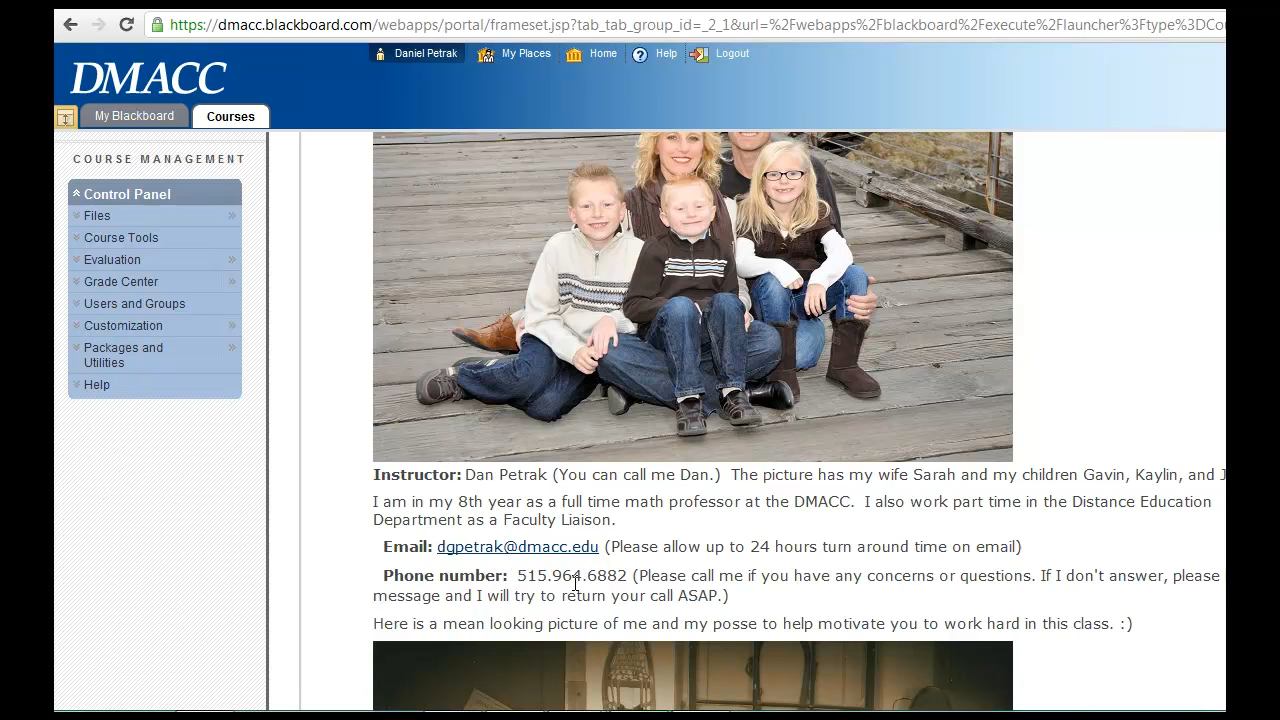 https://dmacc.blackboard.com/webapps/portal/frameset.jsp?tab_tab_group_id=_2_1&url=%2Fwebapps%2Fblackboard%2Fexecute%2Flauncher%3Ftype%3DCou
Daniel Petrak My Places Home Help Logout
DMACC
My Blackboard Courses
COURSE MANAGEMENT
Control Panel
Files
Course Tools
Evaluation
Grade Center
Users and Groups
Customization
Packages and
Utilities
Help
Instructor: Dan Petrak (You can call me Dan.) The picture has my wife Sarah and my children Gavin, Kaylin, and J
I am in my 8th year as a full time math professor at the DMACC. I also work part time in the Distance Education
Department as a Faculty Liaison.
Email: dgpetrak@dmacc.edu (Please allow up to 24 hours turn around time on email)
Phone number: 515.964.6882 (Please call me if you have any concerns or questions. If I don't answer, please
message and I will try to return your call ASAP.)
Here is a mean looking picture of me and my posse to help motivate you to work hard in this class. :)